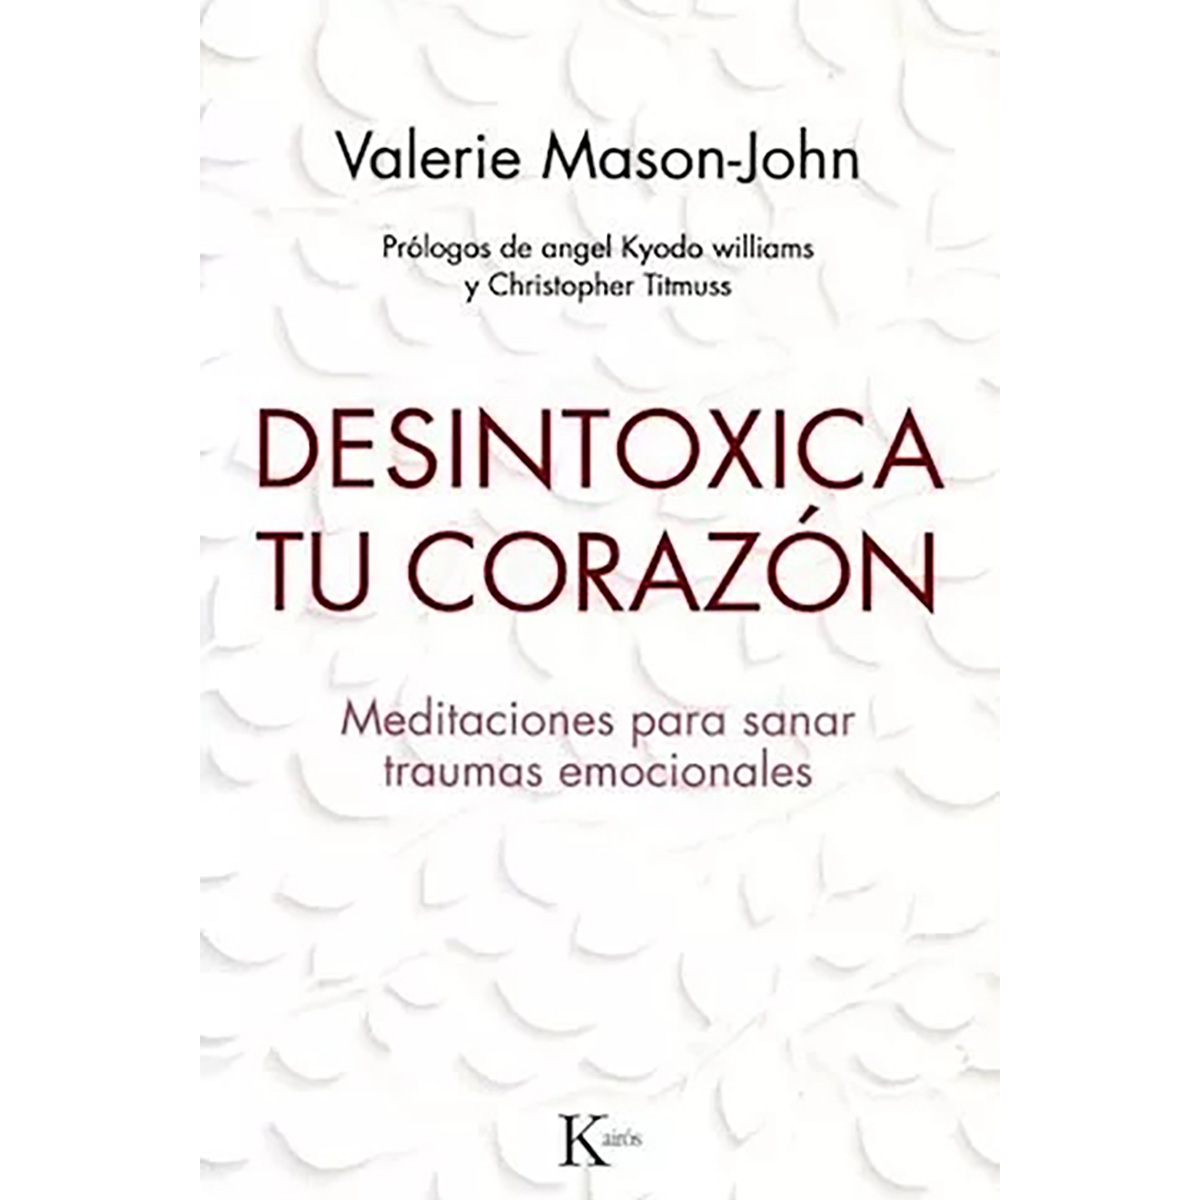 Valerie Mason-John
Prólogos de angel Kyodo williams
y Christopher Titmuss
DESINTOXICA
TU CORAZÓN
Meditaciones para sanar
traumas emocionales
Kairós